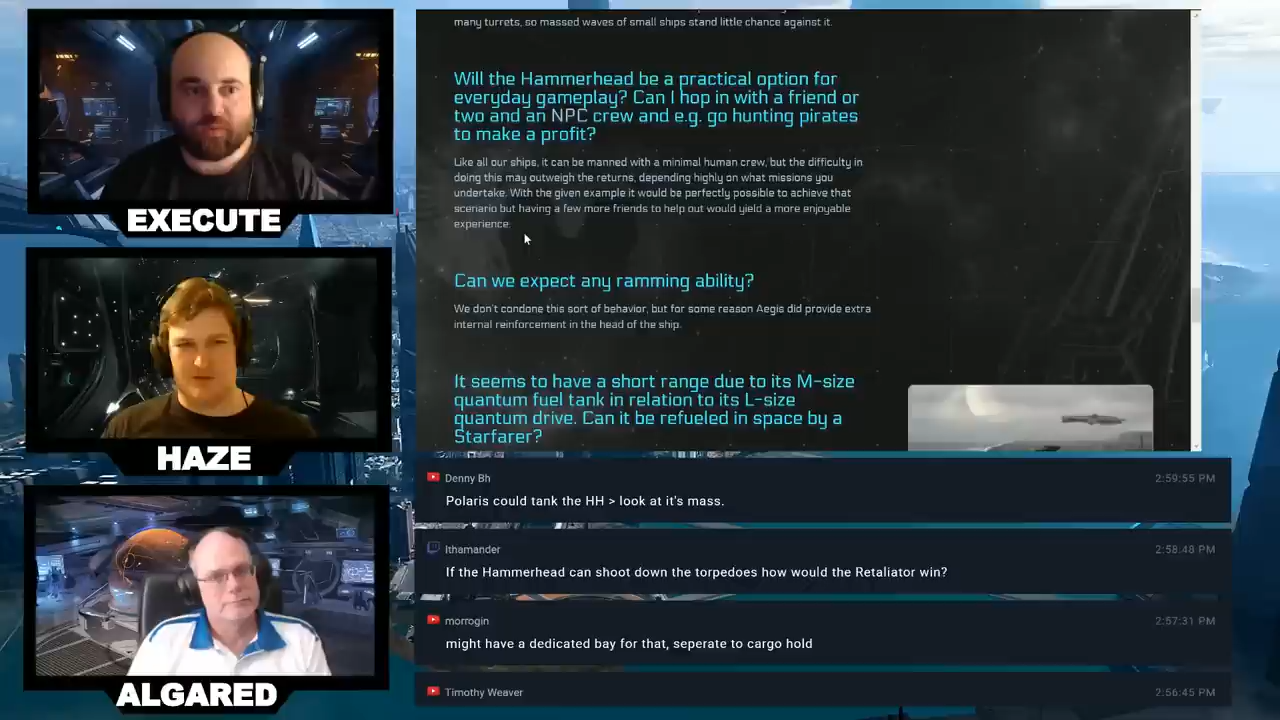 many turrets, so massed waves of small ships stand little chance against it.
Will the Hammerhead be a practical option for
everyday gameplay? Can I hop in with a friend or
two and an NPC crew and e.g. go hunting pirates
to make a profit?
Like all our ships, it can be manned with a minimal human crew, but the difficulty in
doing this may outweigh the returns, depending highly on what missions you
undertake. With the given example it would be perfectly possible to achieve that
scenario but having a few more friends to help out would yield a more enjoyable
experience.
Can we expect any ramming ability?
We don't condone this sort of behavior, but for some reason Aegis did provide extra
internal reinforcement in the head of the ship.
It seems to have a short range due to its M-size
quantum fuel tank in relation to its L-size
quantum drive. Can it be refueled in space by a
Starfarer?
EXECUTE
HAZE
ALGARED
Denny Bh 2:59:55 PM
Polaris could tank the HH > look at it's mass.
Ithamander 2:58:48 PM
If the Hammerhead can shoot down the torpedoes how would the Retaliator win?
morrogin 2:57:31 PM
might have a dedicated bay for that, seperate to cargo hold
Timothy Weaver 2:56:45 PM